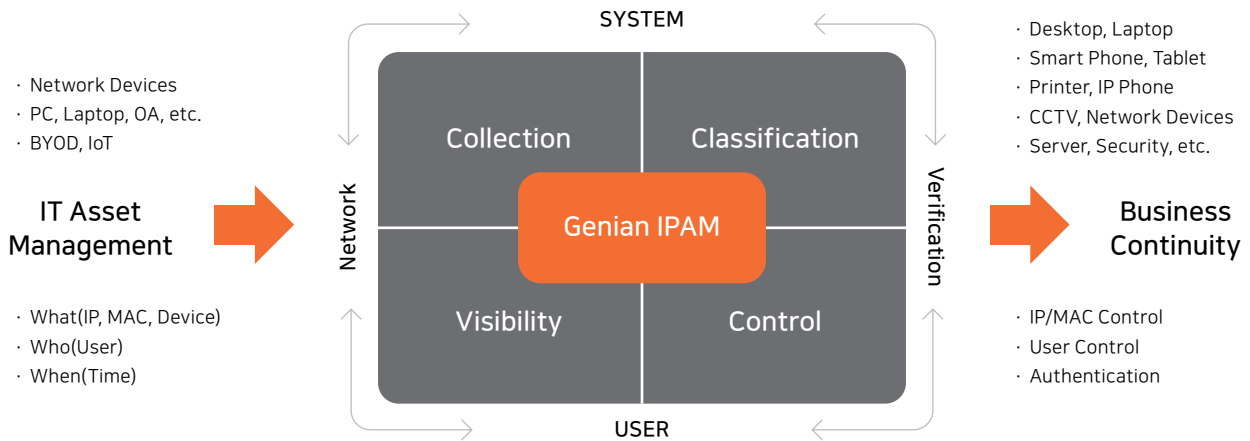 SYSTEM
· Network Devices
· PC, Laptop, OA, etc.
· BYOD, IoT
IT Asset
Management
· What(IP, MAC, Device)
· Who(User)
· When(Time)
Network
Collection
Classification
Genian IPAM
Visibility
Control
Verification
USER
· Desktop, Laptop
· Smart Phone, Tablet
· Printer, IP Phone
· CCTV, Network Devices
· Server, Security, etc.
Business
Continuity
· IP/MAC Control
· User Control
· Authentication